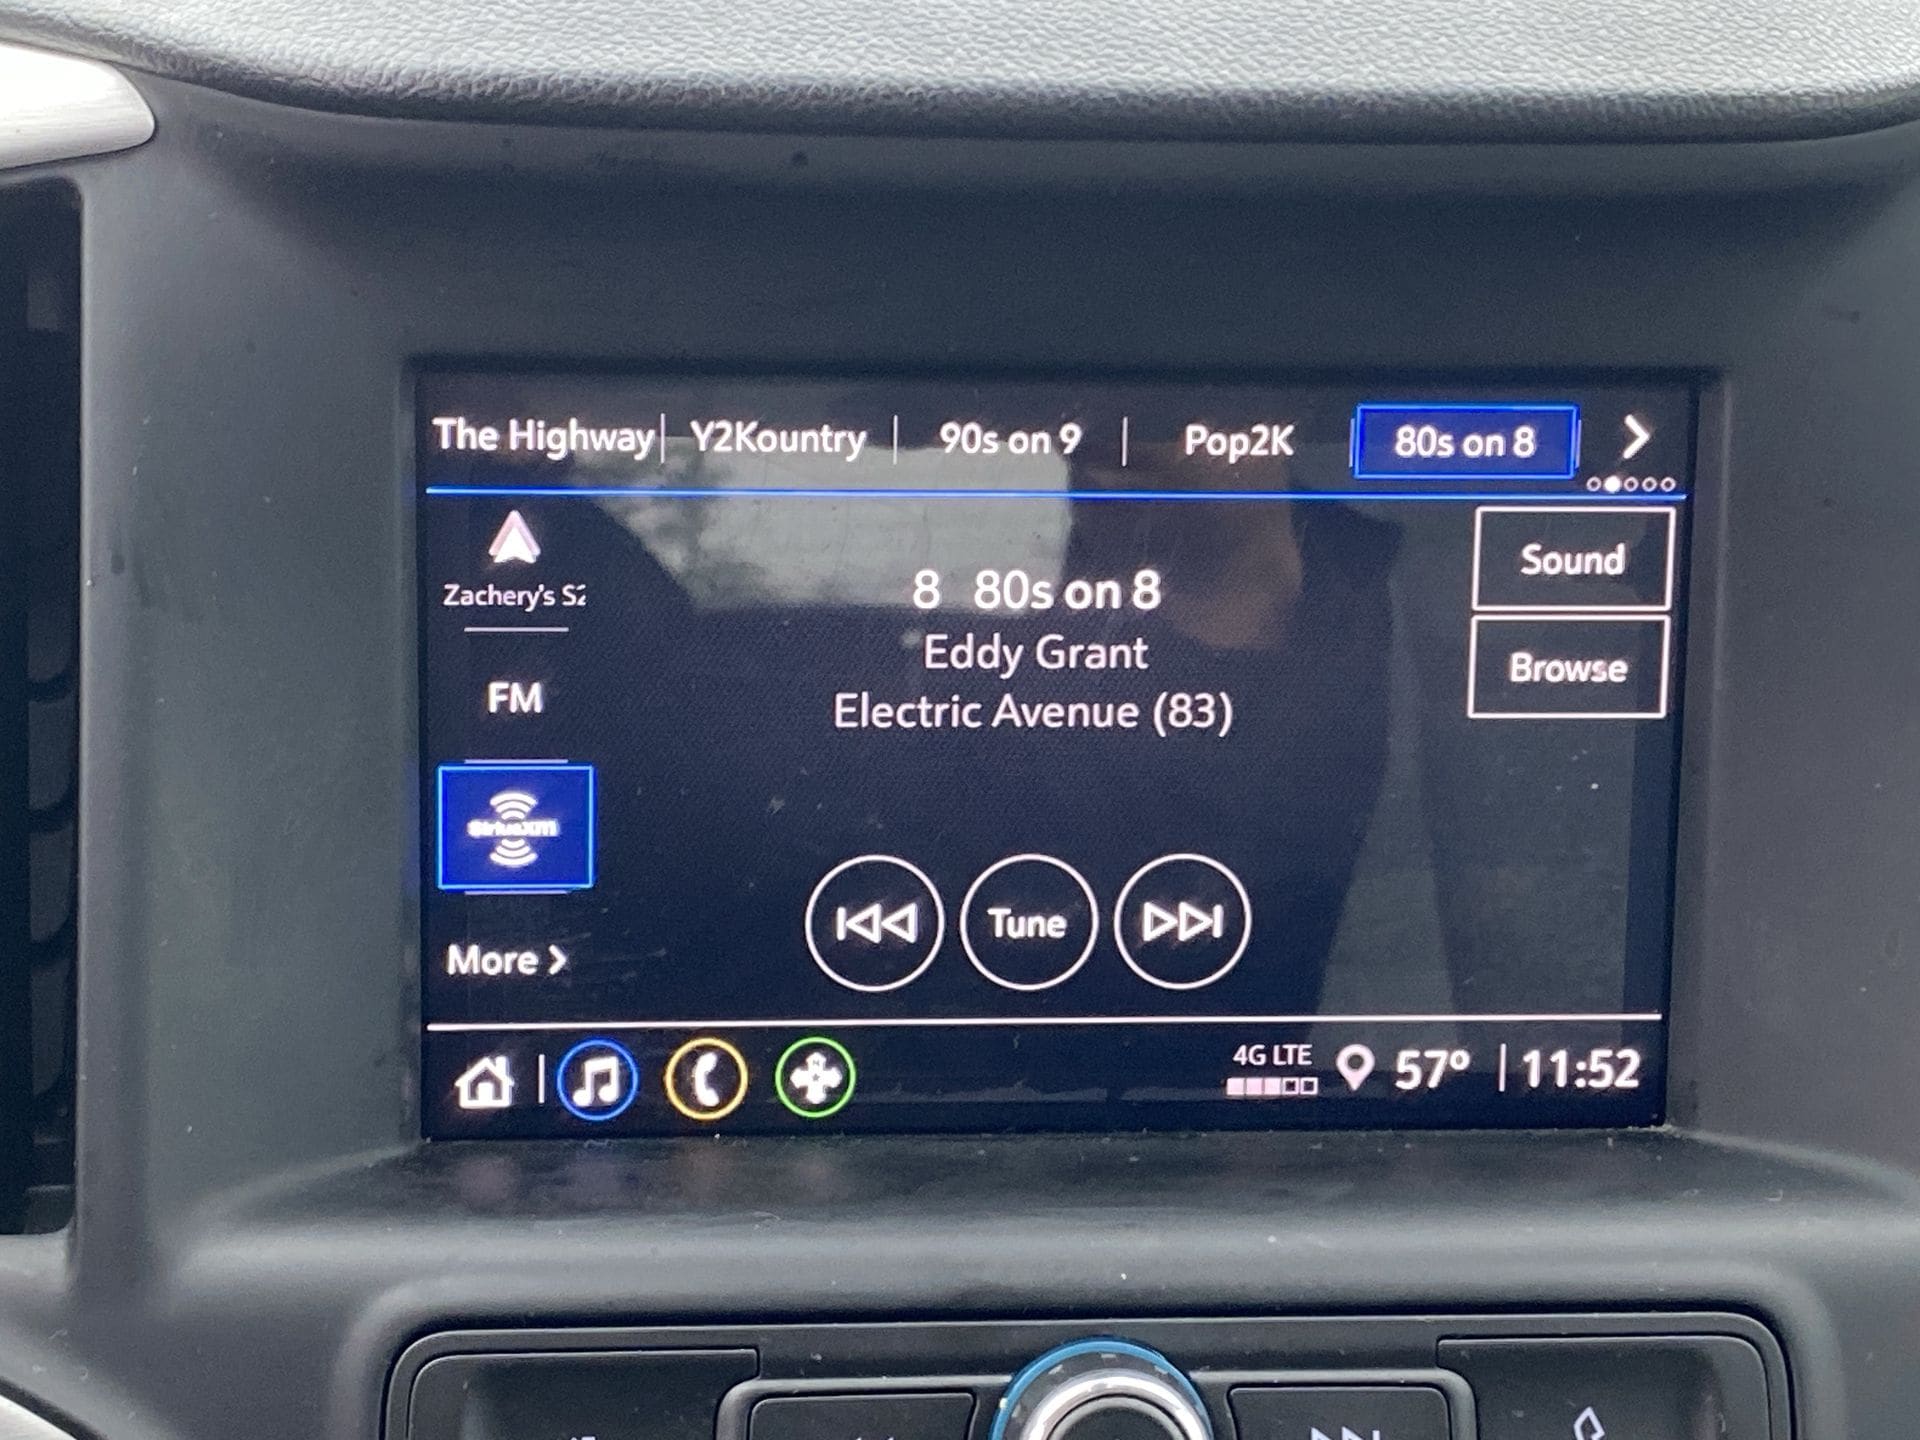 The Highway | Y2Kountry | 90s on 9 | Pop2K 80s on 8
Zachery's S
FM
SiriusXM
More
8 80s on 8
Eddy Grant
Electric Avenue (83)
Sound
Browse
Tune
4G LTE
57° | 11:52